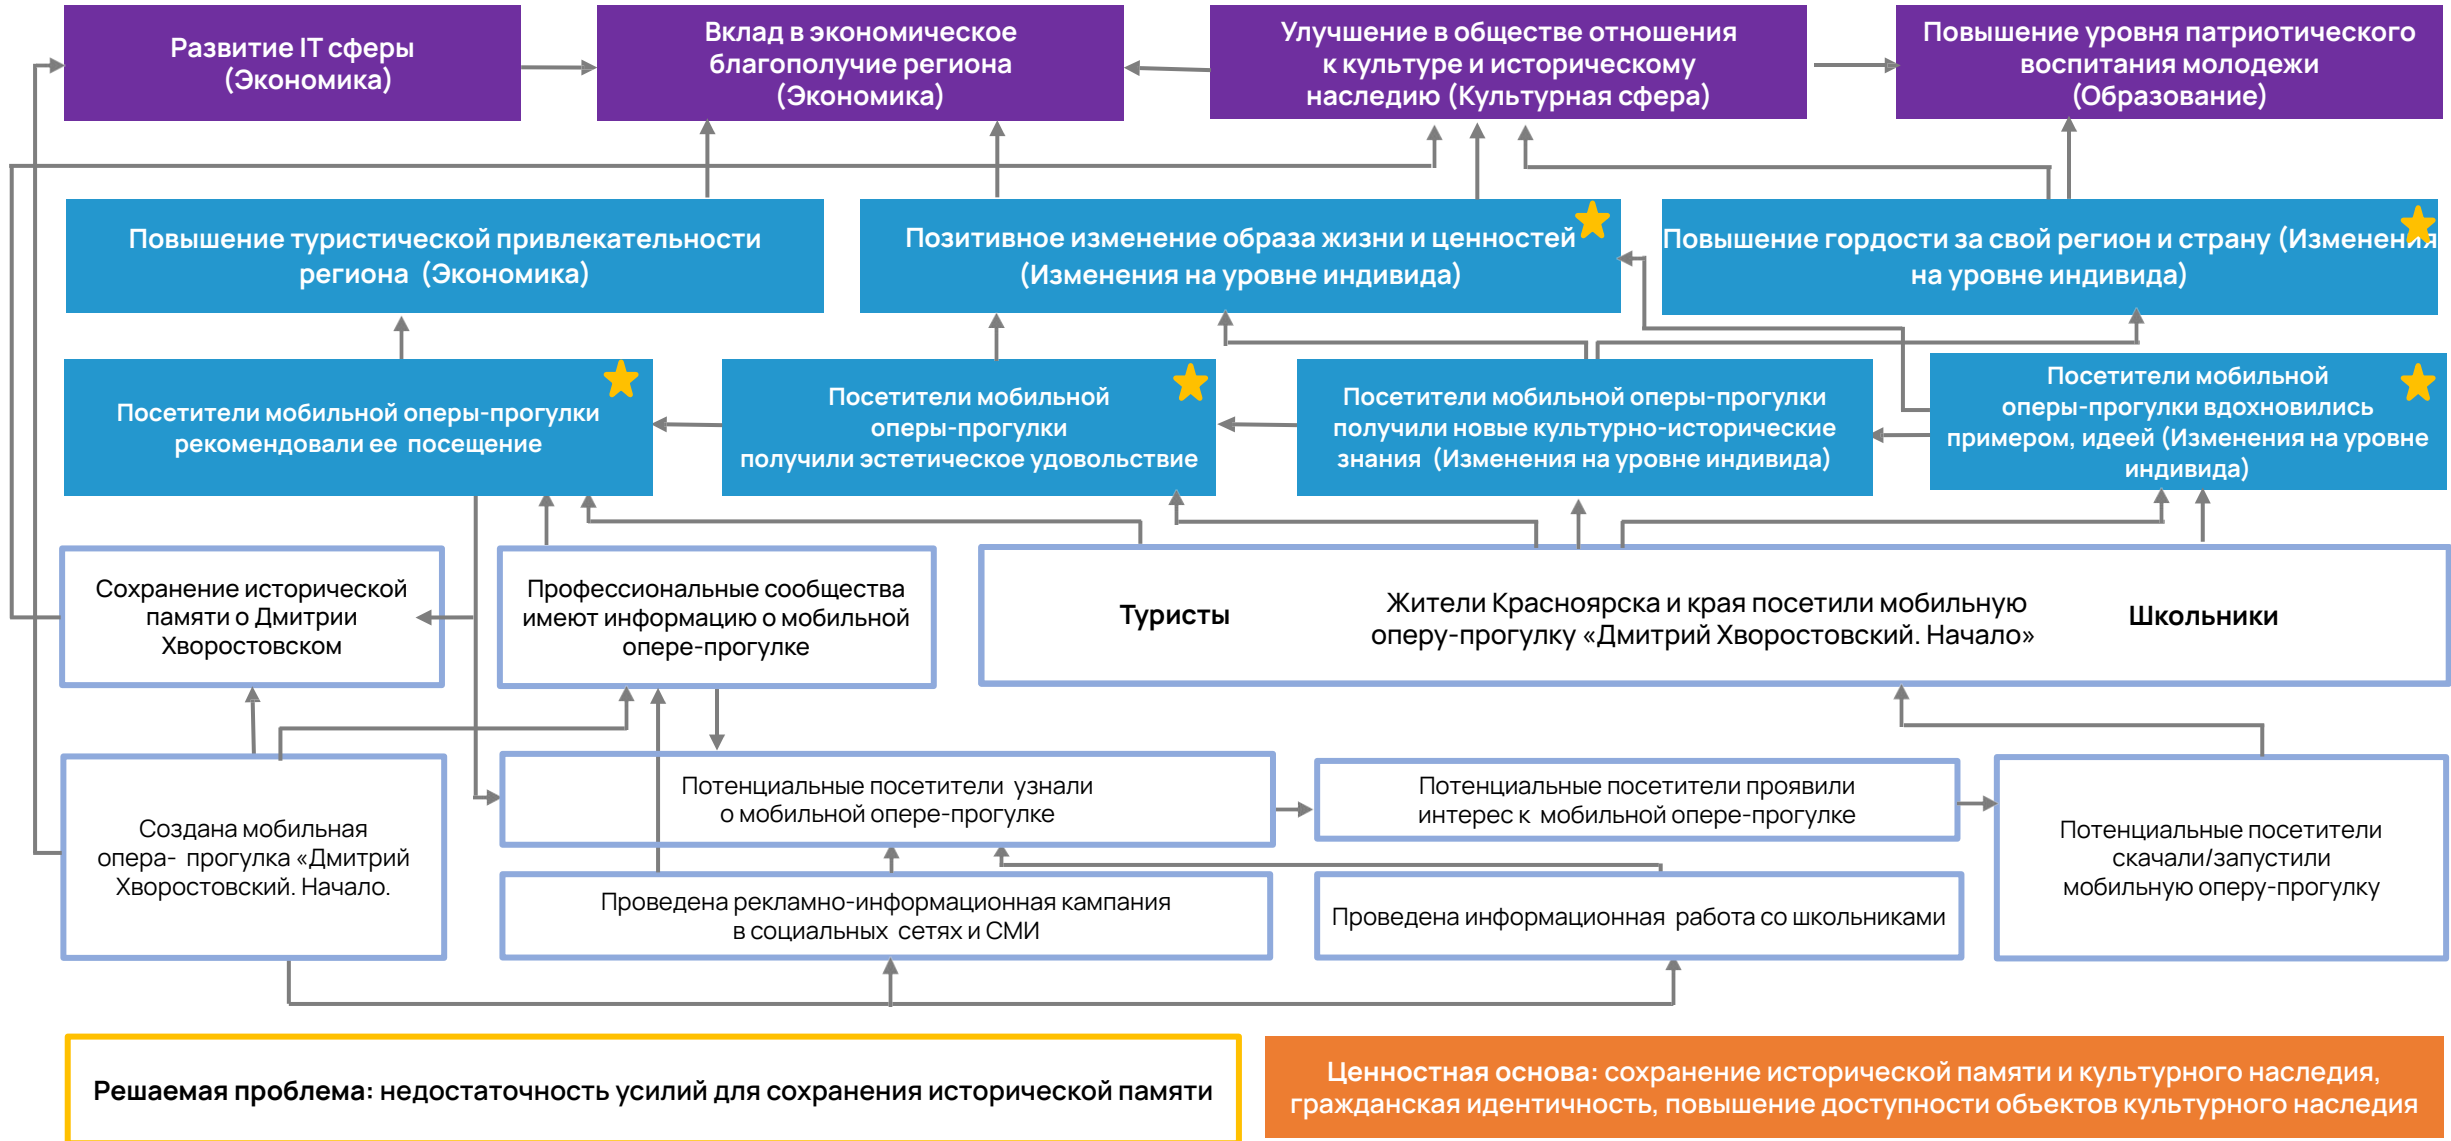 Развитие IT сферы
(Экономика)
Вклад в экономическое
благополучие региона
(Экономика)
Улучшение в обществе отношения
к культуре и историческому
наследию (Культурная сфера)
Повышение уровня патриотического
воспитания молодежи
(Образование)
Повышение туристической привлекательности
региона (Экономика)
Позитивное изменение образа жизни и ценностей
(Изменения на уровне индивида)
Повышение гордости за свой регион и страну (Изменения
на уровне индивида)
Посетители мобильной оперы-прогулки
рекомендовали ее посещение
Посетители мобильной
оперы-прогулки
получили эстетическое удовольствие
Посетители мобильной оперы-прогулки
получили новые культурно-исторические
знания (Изменения на уровне индивида)
Посетители мобильной
оперы-прогулки вдохновились
примером, идеей (Изменения на уровне
индивида)
Сохранение исторической
памяти о Дмитрии
Хворостовском
Профессиональные сообщества
имеют информацию о мобильной
опере-прогулке
Туристы
Жители Красноярска и края посетили мобильную
оперу-прогулку «Дмитрий Хворостовский. Начало»
Школьники
Создана мобильная
опера- прогулка «Дмитрий
Хворостовский. Начало.
Потенциальные посетители узнали
о мобильной опере-прогулке
Потенциальные посетители проявили
интерес к мобильной опере-прогулке
Потенциальные посетители
скачали/запустили
мобильную оперу-прогулку
Проведена рекламно-информационная кампания
в социальных сетях и СМИ
Проведена информационная работа со школьниками
Решаемая проблема: недостаточность усилий для сохранения исторической памяти
Ценностная основа: сохранение исторической памяти и культурного наследия,
гражданская идентичность, повышение доступности объектов культурного наследия